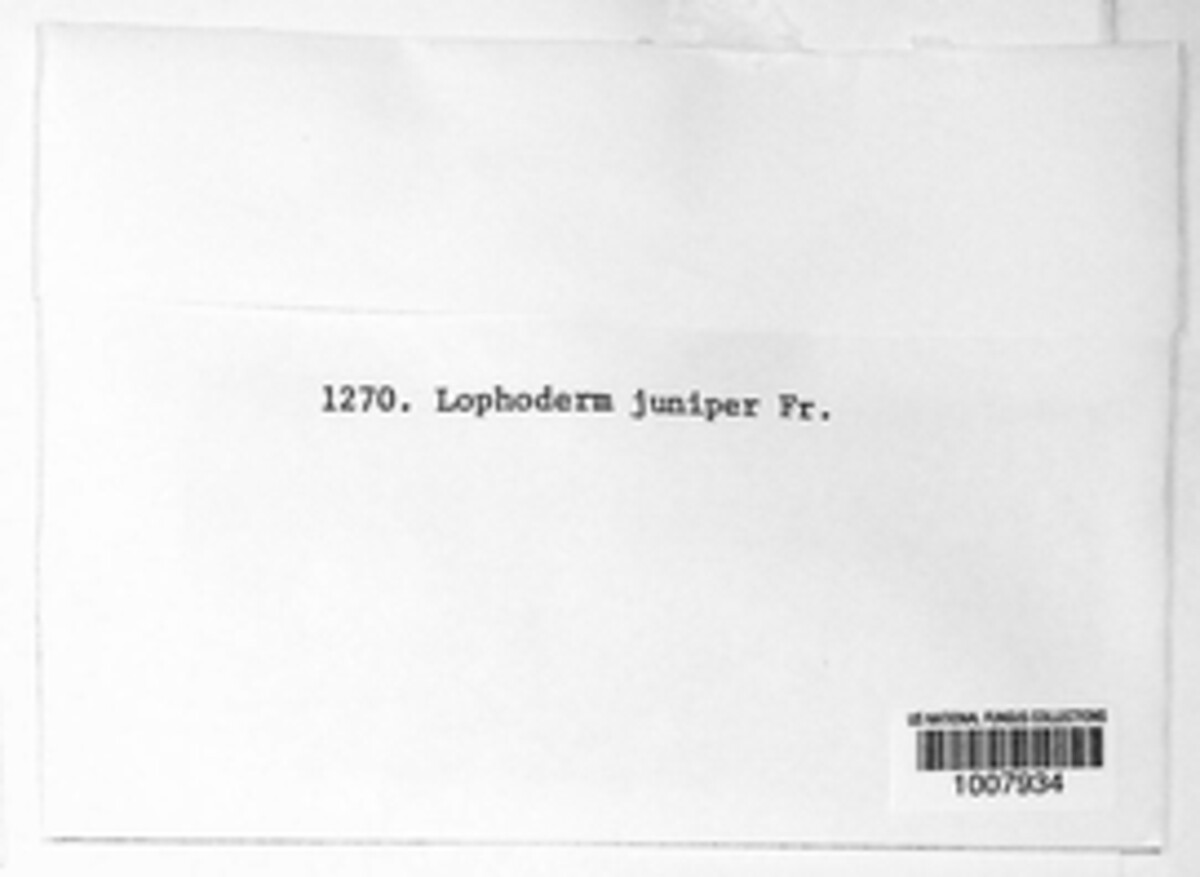 1270. Lophoderm juniper Fr.
US NATIONAL FUNGUS COLLECTIONS
1007934